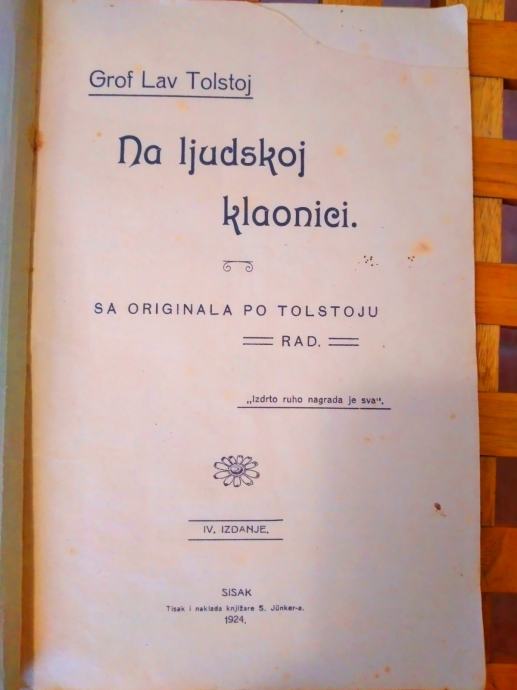 Grof Lav Tolstoj
Na ljudskoj
klaonici.
SA ORIGINALA PO TOLSTOJU
RAD.
„Izdrto ruho nagrada je sva“.
IV. IZDANJE.
SISAK
Tisak i naklada knjižare S. Jünker-a.
1924.